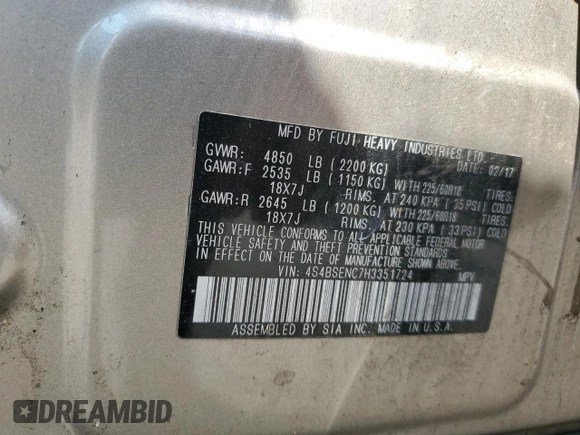 MFD BY FUJI HEAVY INDUSTRIES LTD.
GVWR: 4850 LB ( 2200 KG) DATE: 02/17
GAWR:F 2535 LB ( 1150 KG) WITH 225/60R18 TIRES.
18X7J RIMS. AT 240 KPA ( 35 PSI) COLD
GAWR:R 2645 LB ( 1200 KG) WITH 225/60R18 TIRES.
18X7J RIMS. AT 230 KPA ( 33 PSI) COLD
THIS VEHICLE CONFORMS TO ALL APPLICABLE FEDERAL MOTOR
VEHICLE SAFETY AND THEFT PREVENTION STANDARDS
IN EFFECT ON THE DATE OF MANUFACTURE SHOWN ABOVE.
VIN: 4S4BSENC7H3351724 MPV
ASSEMBLED BY SIA INC. MADE IN U.S.A.
DREAMBID